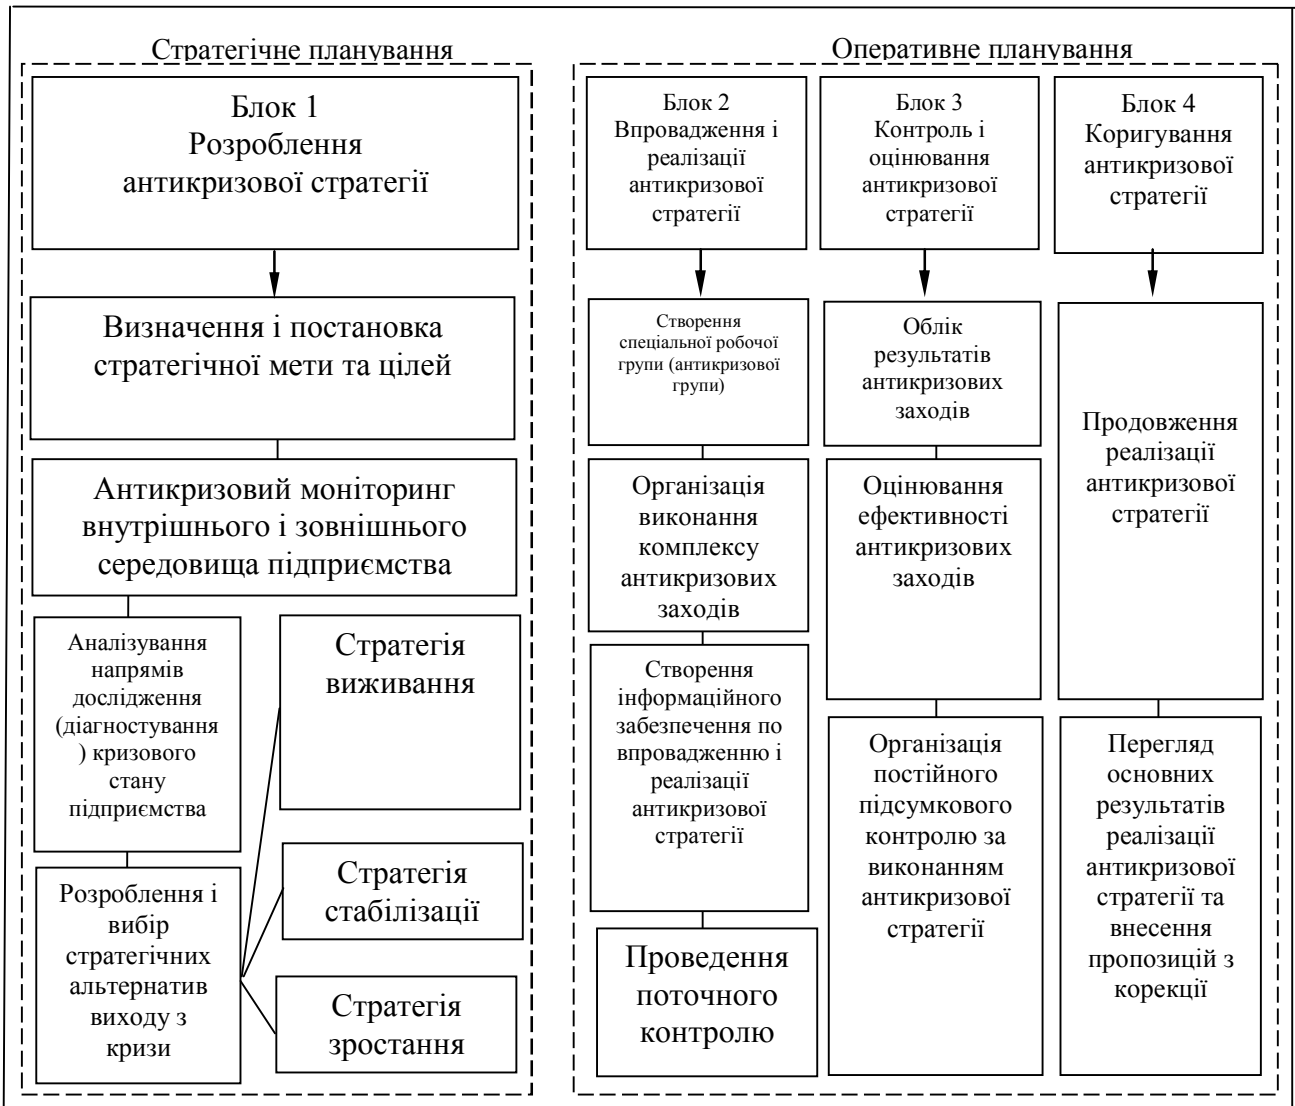 Стратегічне планування
Блок 1
Розроблення
антикризової стратегії
Визначення і постановка
стратегічної мети та цілей
Антикризовий моніторинг
внутрішнього і зовнішнього
середовища підприємства
Аналізування
напрямів
дослідження
(діагностування
) кризового
стану
підприємства
Розроблення і
вибір
стратегічних
альтернатив
виходу з
кризи
Стратегія
виживання
Стратегія
стабілізації
Стратегія
зростання
Оперативне планування
Блок 2
Впровадження і
реалізації
антикризової
стратегії
Створення
спеціальної робочої
групи (антикризової
групи)
Організація
виконання
комплексу
антикризових
заходів
Створення
інформаційного
забезпечення по
впровадженню і
реалізації
антикризової
стратегії
Проведення
поточного
контролю
Блок 3
Контроль і
оцінювання
антикризової
стратегії
Облік
результатів
антикризових
заходів
Оцінювання
ефективності
антикризових
заходів
Організація
постійного
підсумкового
контролю за
виконанням
антикризової
стратегії
Блок 4
Коригування
антикризової
стратегії
Продовження
реалізації
антикризової
стратегії
Перегляд
основних
результатів
реалізації
антикризової
стратегії та
внесення
пропозицій з
корекції